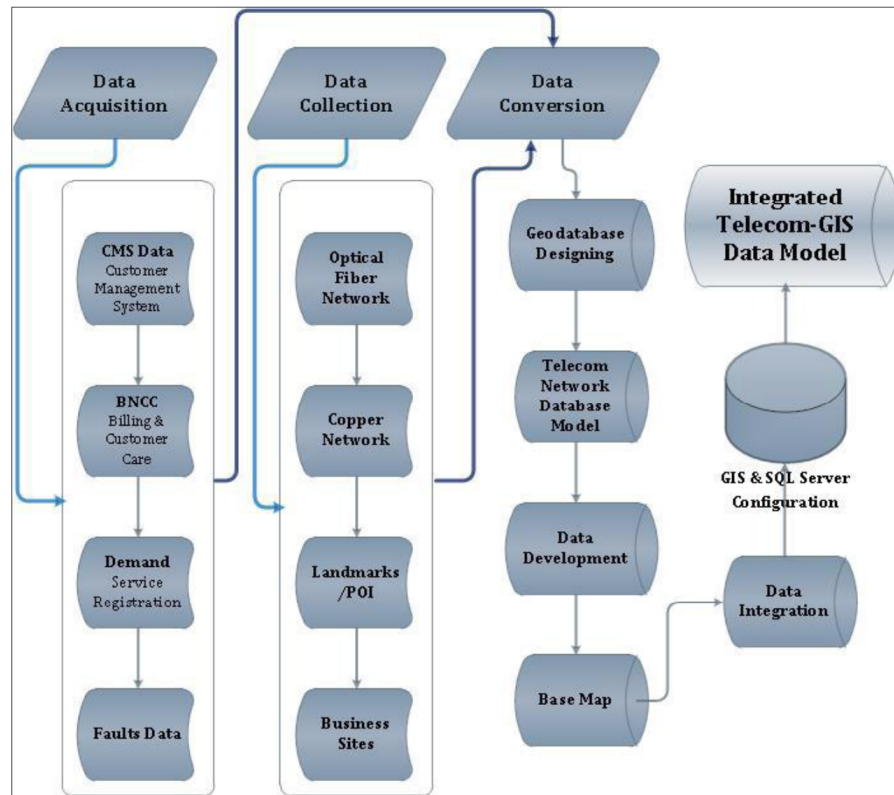 Data
Acquisition
Data
Collection
Data
Conversion
CMS Data
Customer
Management
System
BNCC
Billing &
Customer
Care
Demand
Service
Registration
Faults Data
Optical
Fiber
Network
Copper
Network
Landmarks
/POI
Business
Sites
Geodatabase
Designing
Telecom
Network
Database
Model
Data
Development
Base Map
Data
Integration
GIS & SQL Server
Configuration
Integrated
Telecom-GIS
Data Model